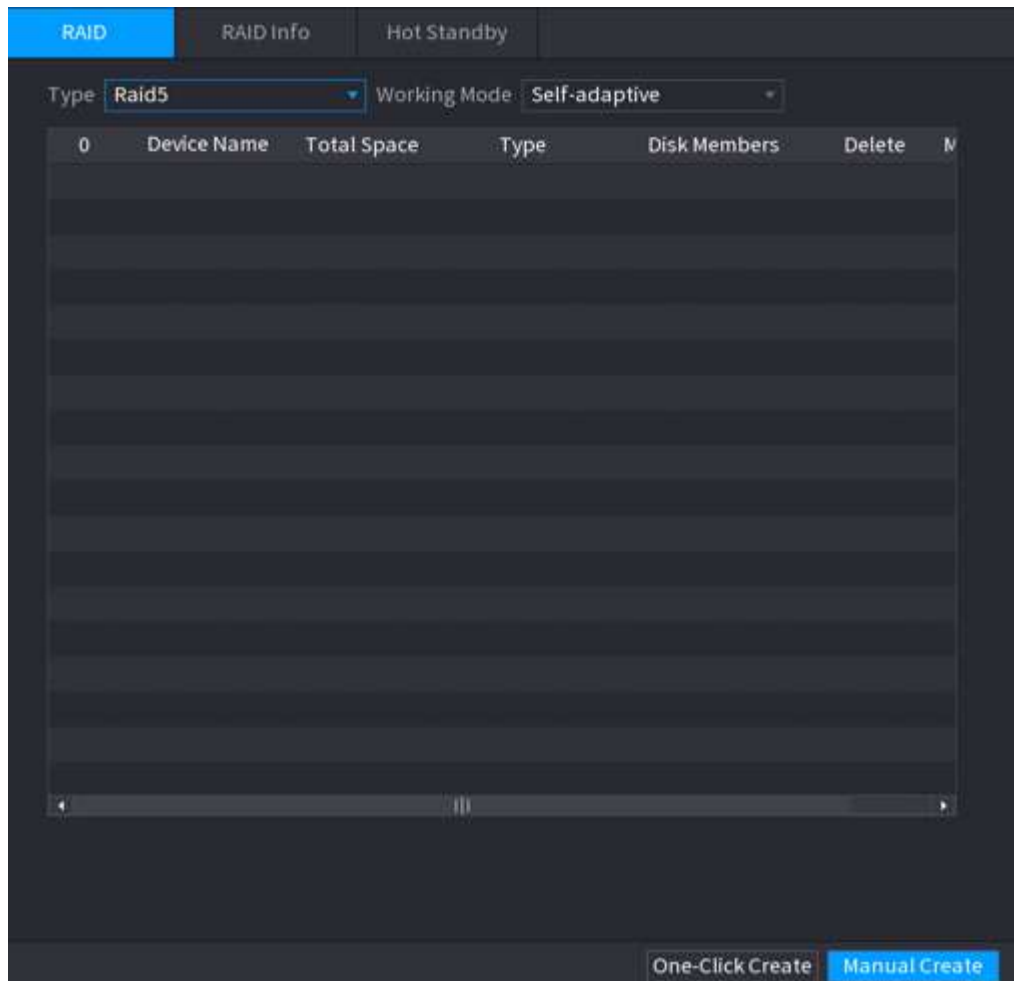 RAID RAID Info Hot Standby
Type Raid5 Working Mode Self-adaptive
0 Device Name Total Space Type Disk Members Delete
One-Click Create Manual Create